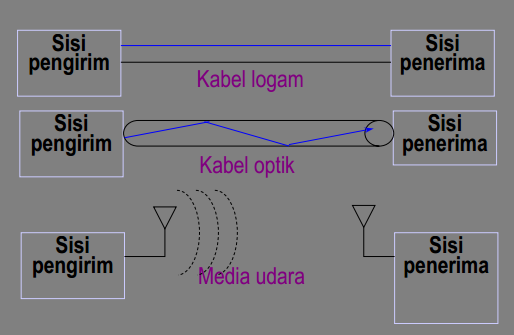 Sisi
pengirim
Kabel logam
Sisi
penerima
Sisi
pengirim
Kabel optik
Sisi
penerima
Sisi
pengirim
Media udara
Sisi
penerima